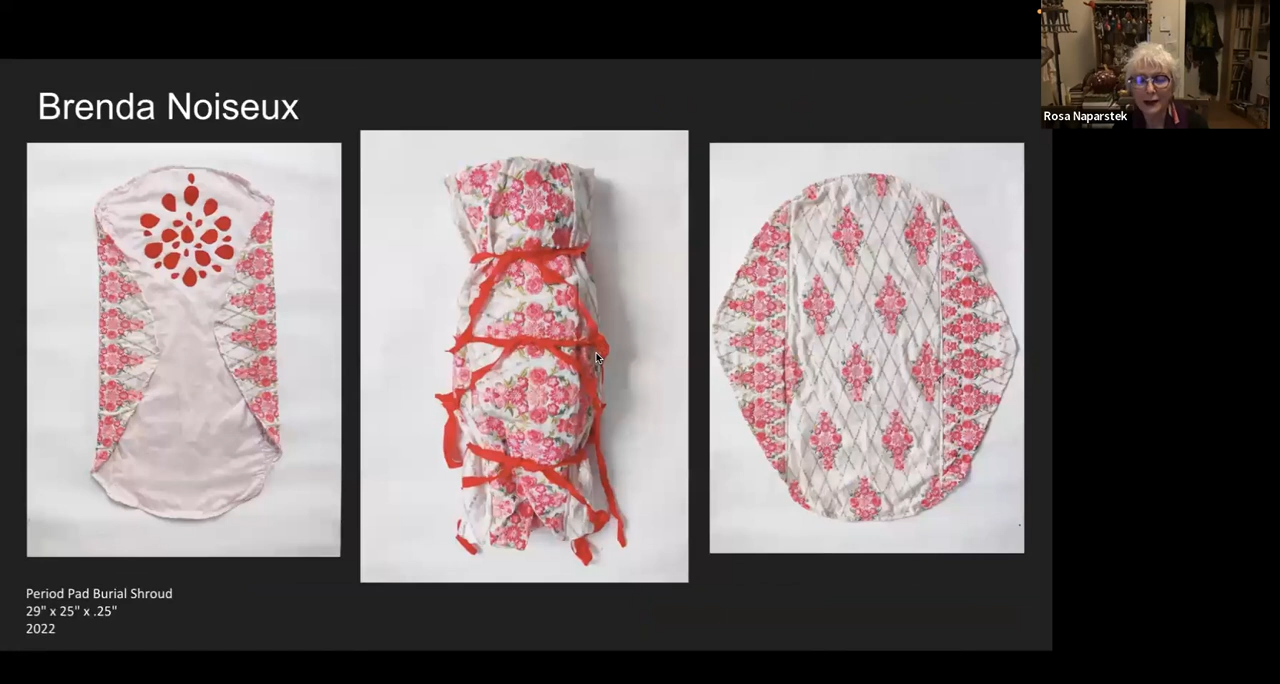 Brenda Noiseux
Rosa Naparstek
Period Pad Burial Shroud
29" x 25" x .25"
2022